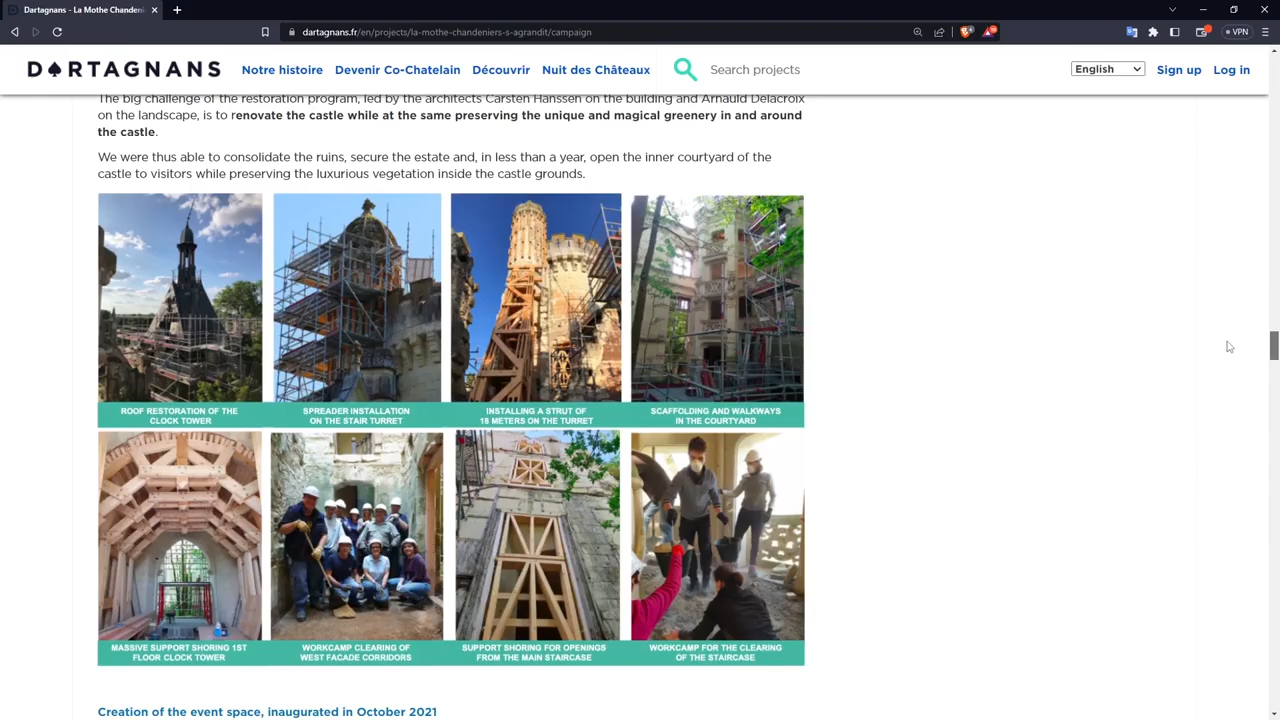 Dartagnans - La Mothe Chanden
dartagnans.fr/en/projects/la-mothe-chandeniers-s-agrandit/campaign
VPN
DARTAGNANS
Notre histoire
Devenir Co-Chatelain
Découvrir
Nuit des Châteaux
Search projects
English
Sign up
Log in
The big challenge of the restoration program, led by the architects Carsten Hanssen on the building and Arnauld Delacroix
on the landscape, is to renovate the castle while at the same preserving the unique and magical greenery in and around
the castle.
We were thus able to consolidate the ruins, secure the estate and, in less than a year, open the inner courtyard of the
castle to visitors while preserving the luxurious vegetation inside the castle grounds.
ROOF RESTORATION OF THE
CLOCK TOWER
SPREADER INSTALLATION
ON THE STAIR TURRET
INSTALLING A STRUT OF
18 METERS ON THE TURRET
SCAFFOLDING AND WALKWAYS
IN THE COURTYARD
MASSIVE SUPPORT SHORING 1ST
FLOOR CLOCK TOWER
WORKCAMP CLEARING OF
WEST FACADE CORRIDORS
SUPPORT SHORING FOR OPENINGS
FROM THE MAIN STAIRCASE
WORKCAMP FOR THE CLEARING
OF THE STAIRCASE
Creation of the event space, inaugurated in October 2021